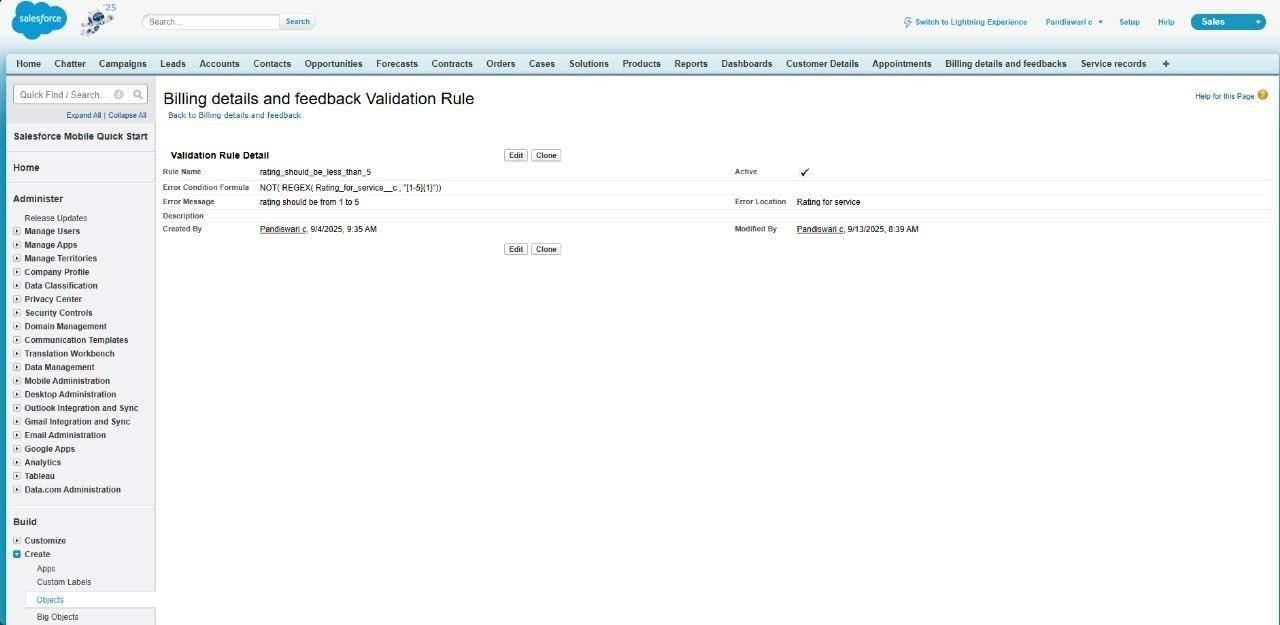 salesforce
'25
Search...
Search
Switch to Lightning Experience
Pandiswari c
Setup
Help
Sales
Home Chatter Campaigns Leads Accounts Contacts Opportunities Forecasts Contracts Orders Cases Solutions Products Reports Dashboards Customer Details Appointments Billing details and feedbacks Service records +
Quick Find / Search...
Expand All | Collapse All
Salesforce Mobile Quick Start
Home
Administer
Release Updates
Manage Users
Manage Apps
Manage Territories
Company Profile
Data Classification
Privacy Center
Security Controls
Domain Management
Communication Templates
Translation Workbench
Data Management
Mobile Administration
Desktop Administration
Outlook Integration and Sync
Gmail Integration and Sync
Email Administration
Google Apps
Analytics
Tableau
Data.com Administration
Build
Customize
Create
Apps
Custom Labels
Objects
Big Objects
Billing details and feedback Validation Rule
Help for this Page
Back to Billing details and feedback
Validation Rule Detail
Edit Clone
Rule Name rating_should_be_less_than_5 Active ✓
Error Condition Formula NOT( REGEX( Rating_for_service__c , "[1-5]{1}"))
Error Message rating should be from 1 to 5 Error Location Rating for service
Description
Created By Pandiswari c, 9/4/2025, 9:35 AM Modified By Pandiswari c, 9/13/2025, 8:39 AM
Edit Clone